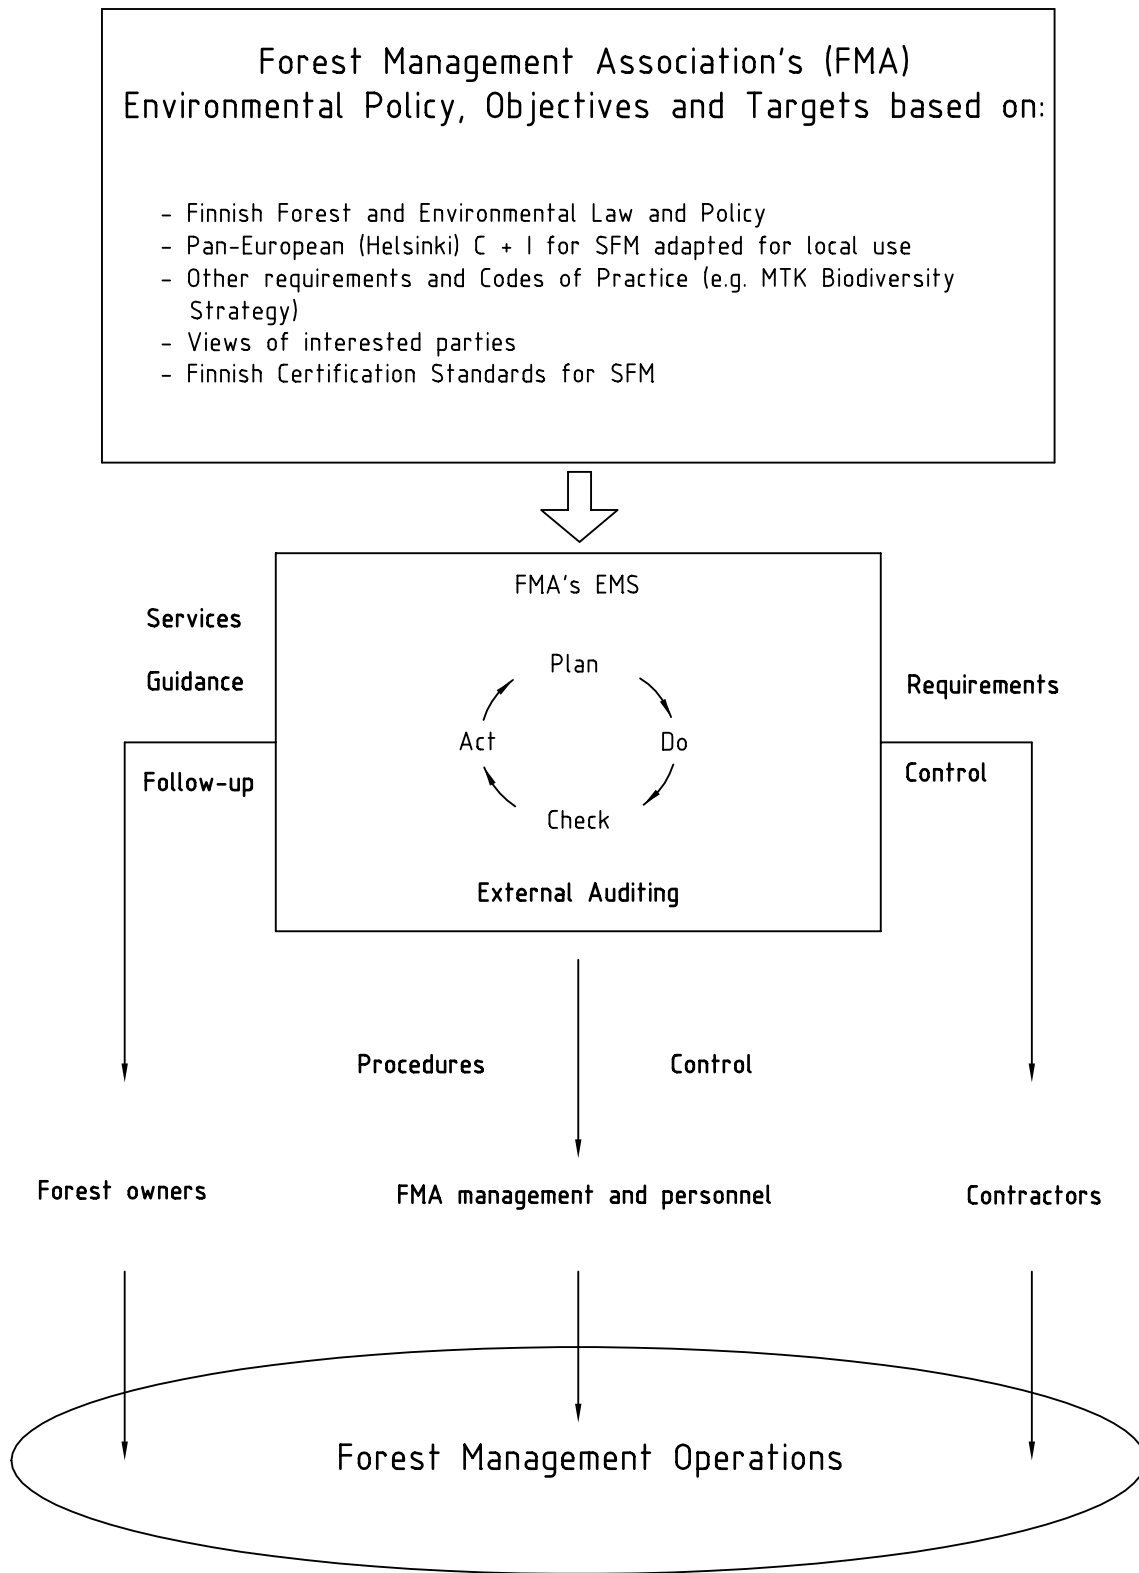 Forest Management Association's (FMA)
Environmental Policy, Objectives and Targets based on:
- Finnish Forest and Environmental Law and Policy
- Pan-European (Helsinki) C + I for SFM adapted for local use
- Other requirements and Codes of Practice (e.g. MTK Biodiversity
Strategy)
- Views of interested parties
- Finnish Certification Standards for SFM
FMA's EMS
Services
Plan
Guidance
Requirements
Act
Do
Follow-up
Control
Check
External Auditing
Procedures
Control
Forest owners
FMA management and personnel
Contractors
Forest Management Operations